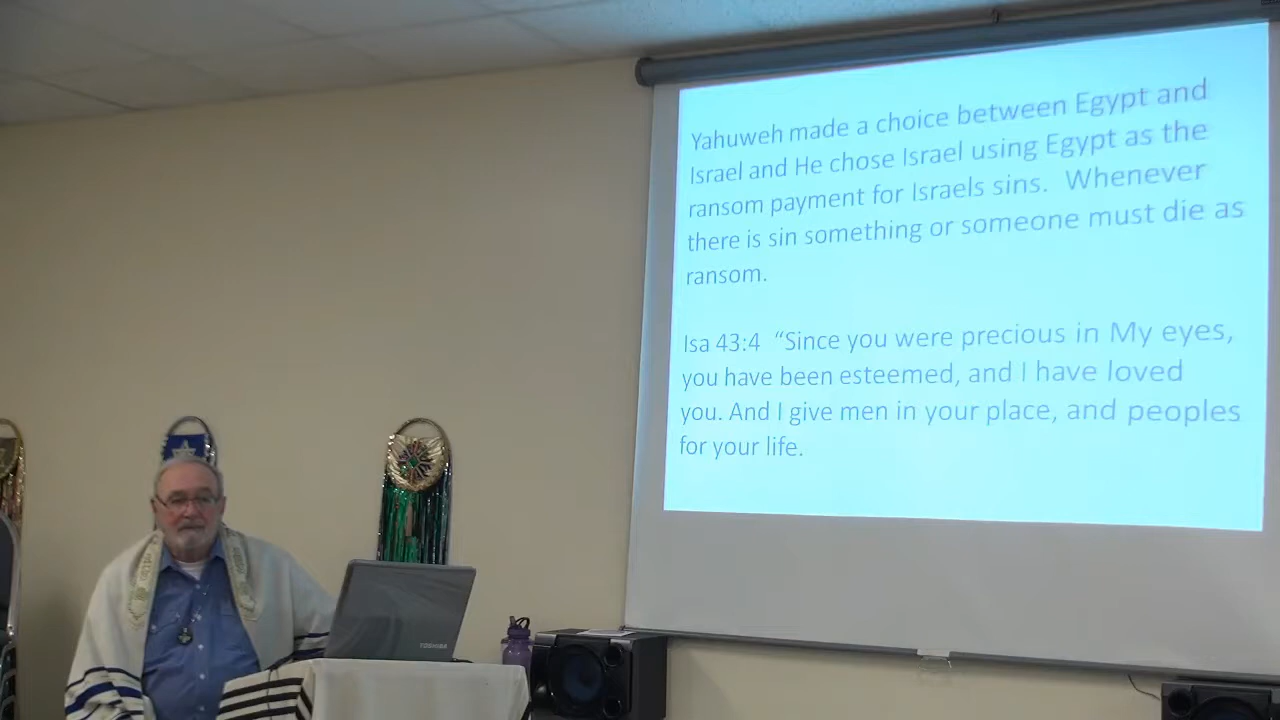 Yahuweh made a choice between Egypt and
Israel and He chose Israel using Egypt as the
ransom payment for Israels sins.  Whenever
there is sin something or someone must die as
ransom.
Isa 43:4  “Since you were precious in My eyes,
you have been esteemed, and I have loved
you. And I give men in your place, and peoples
for your life.
TOSHIBA